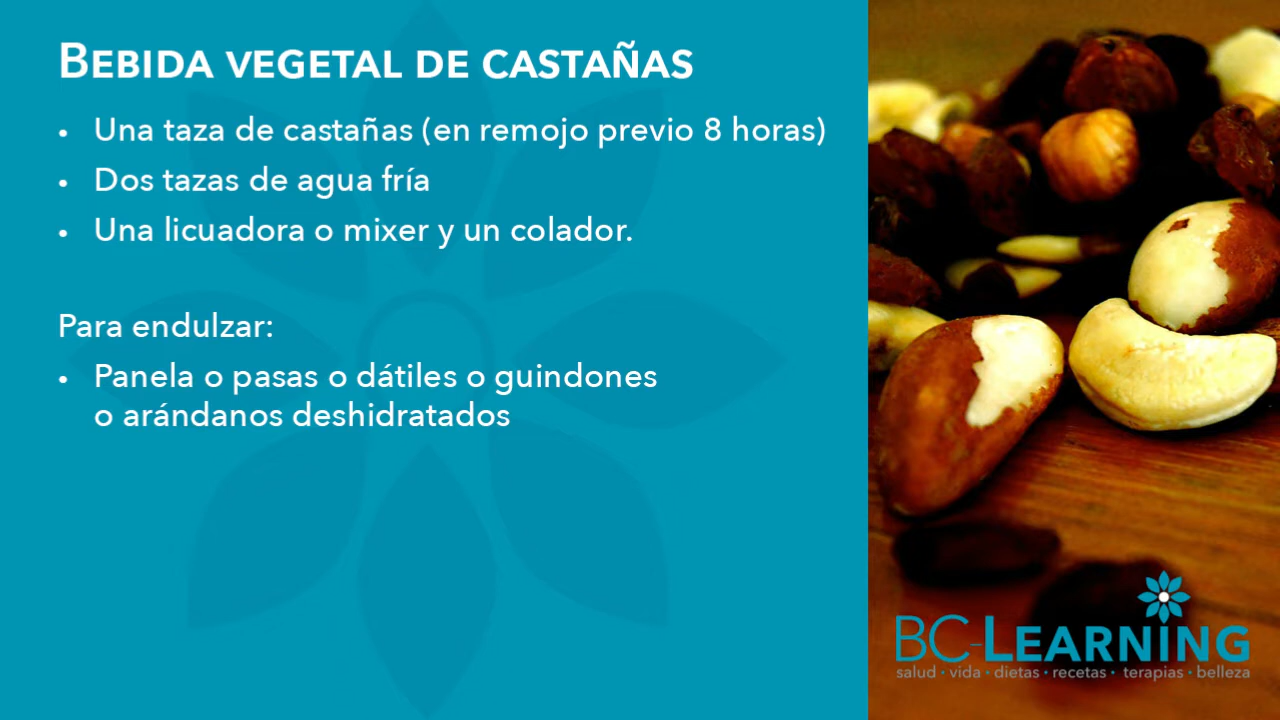 BEBIDA VEGETAL DE CASTAÑAS
• Una taza de castañas (en remojo previo 8 horas)
• Dos tazas de agua fría
• Una licuadora o mixer y un colador.
Para endulzar:
• Panela o pasas o dátiles o guindones
o arándanos deshidratados
BC-LEARNING
salud • vida • dietas • recetas • terapias • belleza